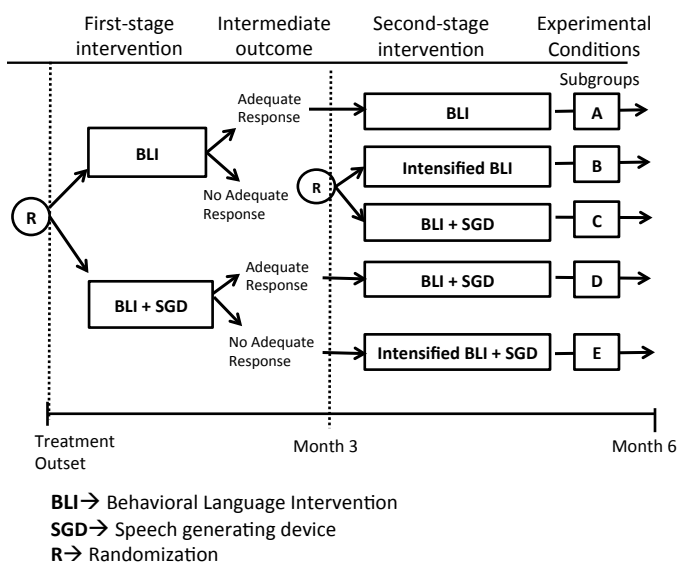 First-stage intervention
Intermediate outcome
Second-stage intervention
Experimental Conditions
Subgroups
R
BLI
Adequate Response
No Adequate Response
R
BLI
A
Intensified BLI
B
BLI + SGD
C
BLI + SGD
Adequate Response
No Adequate Response
BLI + SGD
D
Intensified BLI + SGD
E
Treatment Outset
Month 3
Month 6
BLI→ Behavioral Language Intervention
SGD→ Speech generating device
R→ Randomization